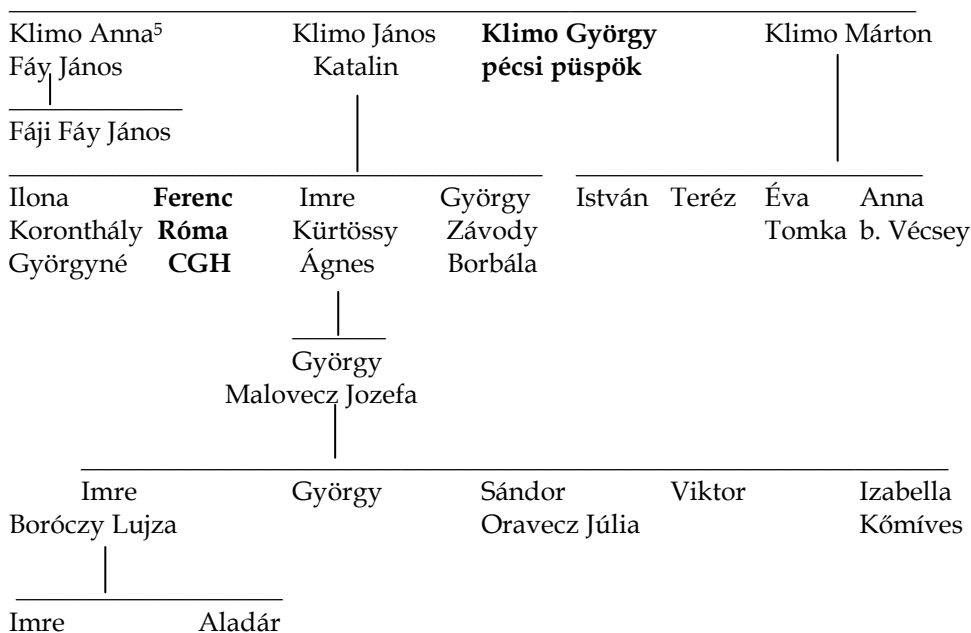 Klimo Anna⁵ Klimo János Klimo György Klimo Márton
Fáy János Katalin pécsi püspök
Fáji Fáy János
Ilona Ferenc Imre György István Teréz Éva Anna
Koronthály Róma Kürtössy Závody Tomka b. Vécsey
Györgyné CGH Ágnes Borbála
György
Malovecz Jozefa
Imre György Sándor Viktor Izabella
Boróczy Lujza Oravecz Júlia Kőmíves
Imre Aladár